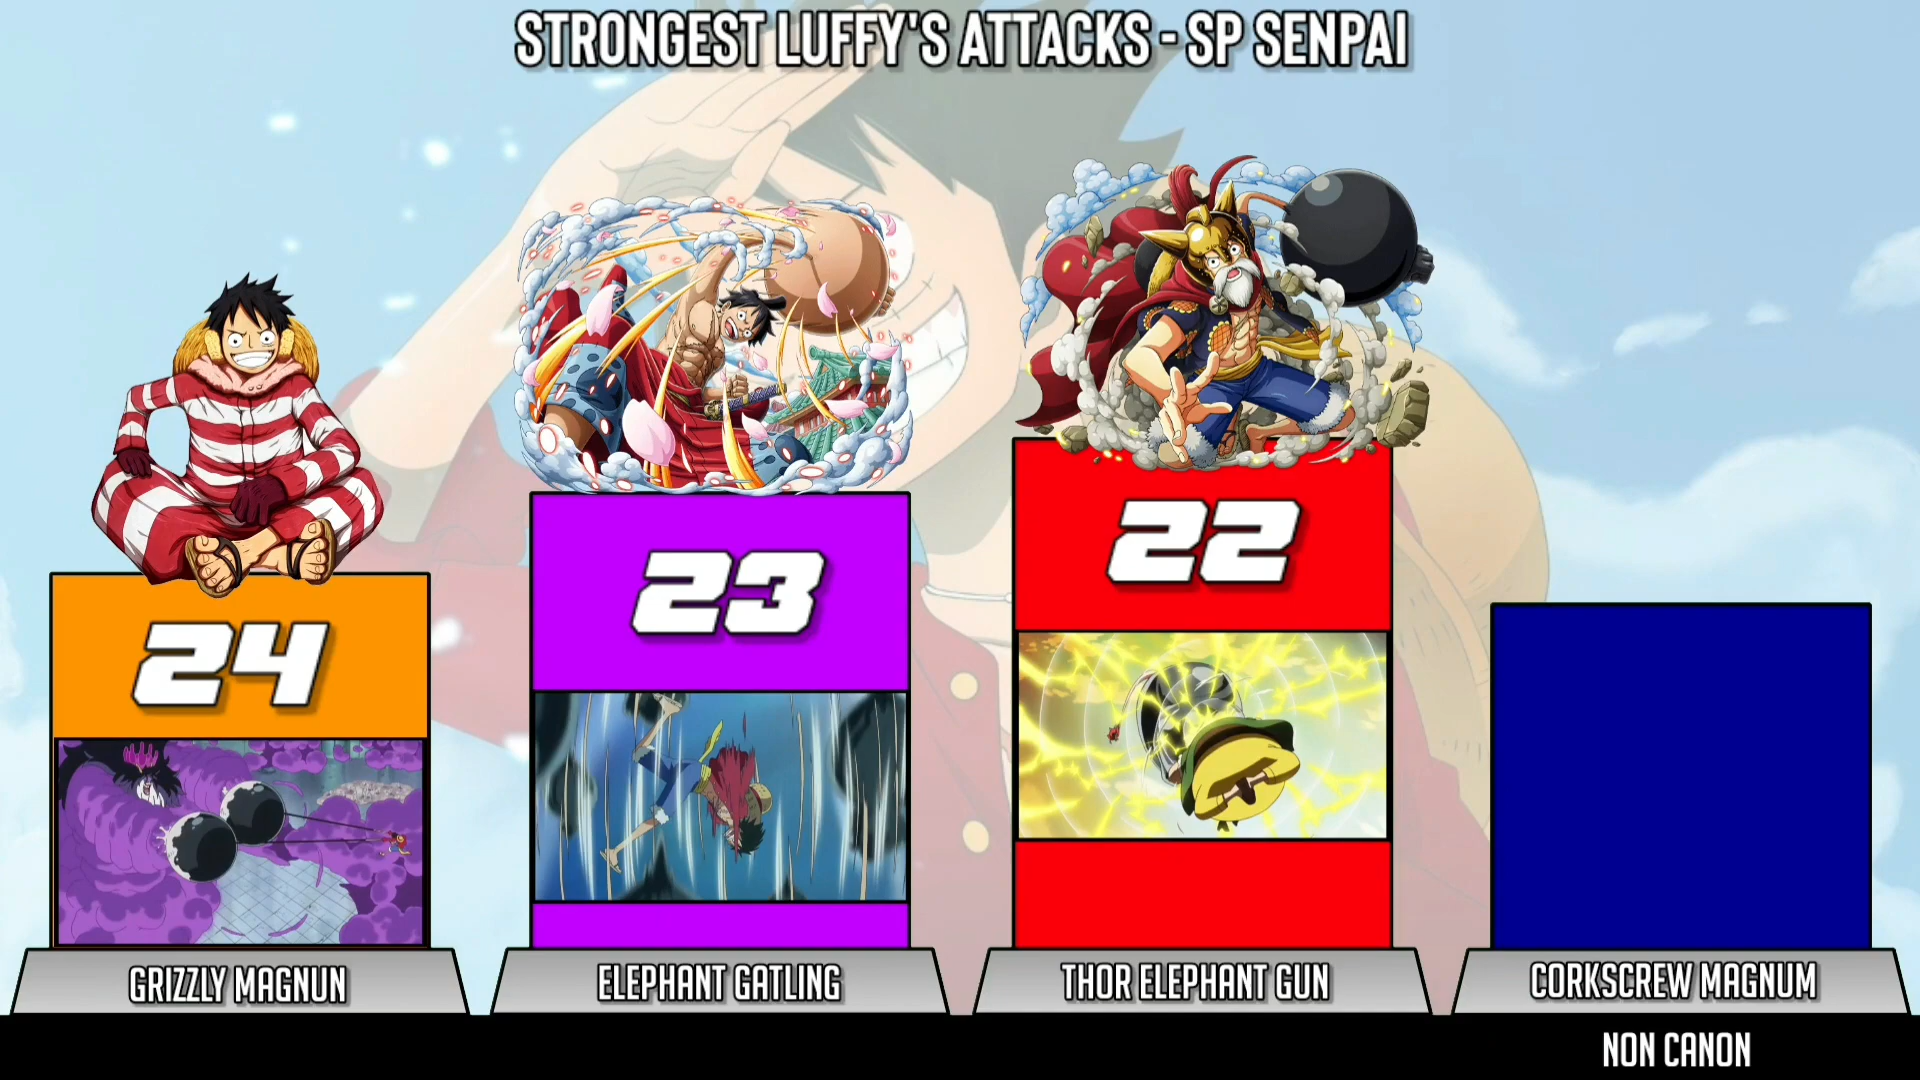 STRONGEST LUFFY'S ATTACKS - SP SENPAI
24
23
22
GRIZZLY MAGNUN
ELEPHANT GATLING
THOR ELEPHANT GUN
CORKSCREW MAGNUM
NON CANON